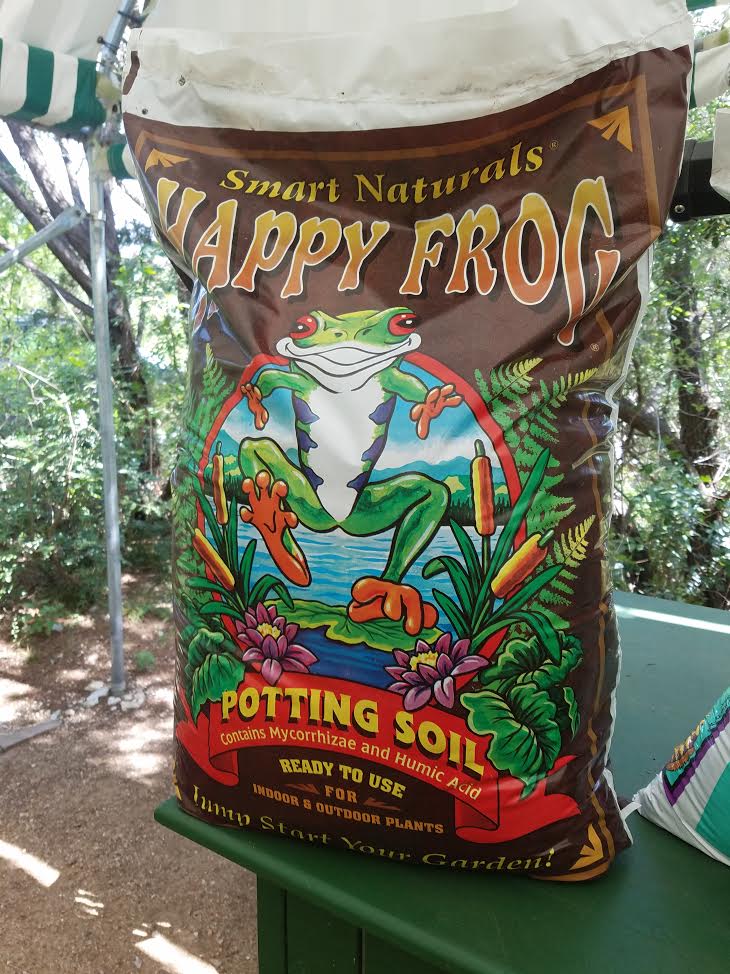 Smart Naturals®
HAPPY FROG®
POTTING SOIL
Contains Mycorrhizae and Humic Acid
READY TO USE
FOR
INDOOR & OUTDOOR PLANTS
Jump Start Your Garden!